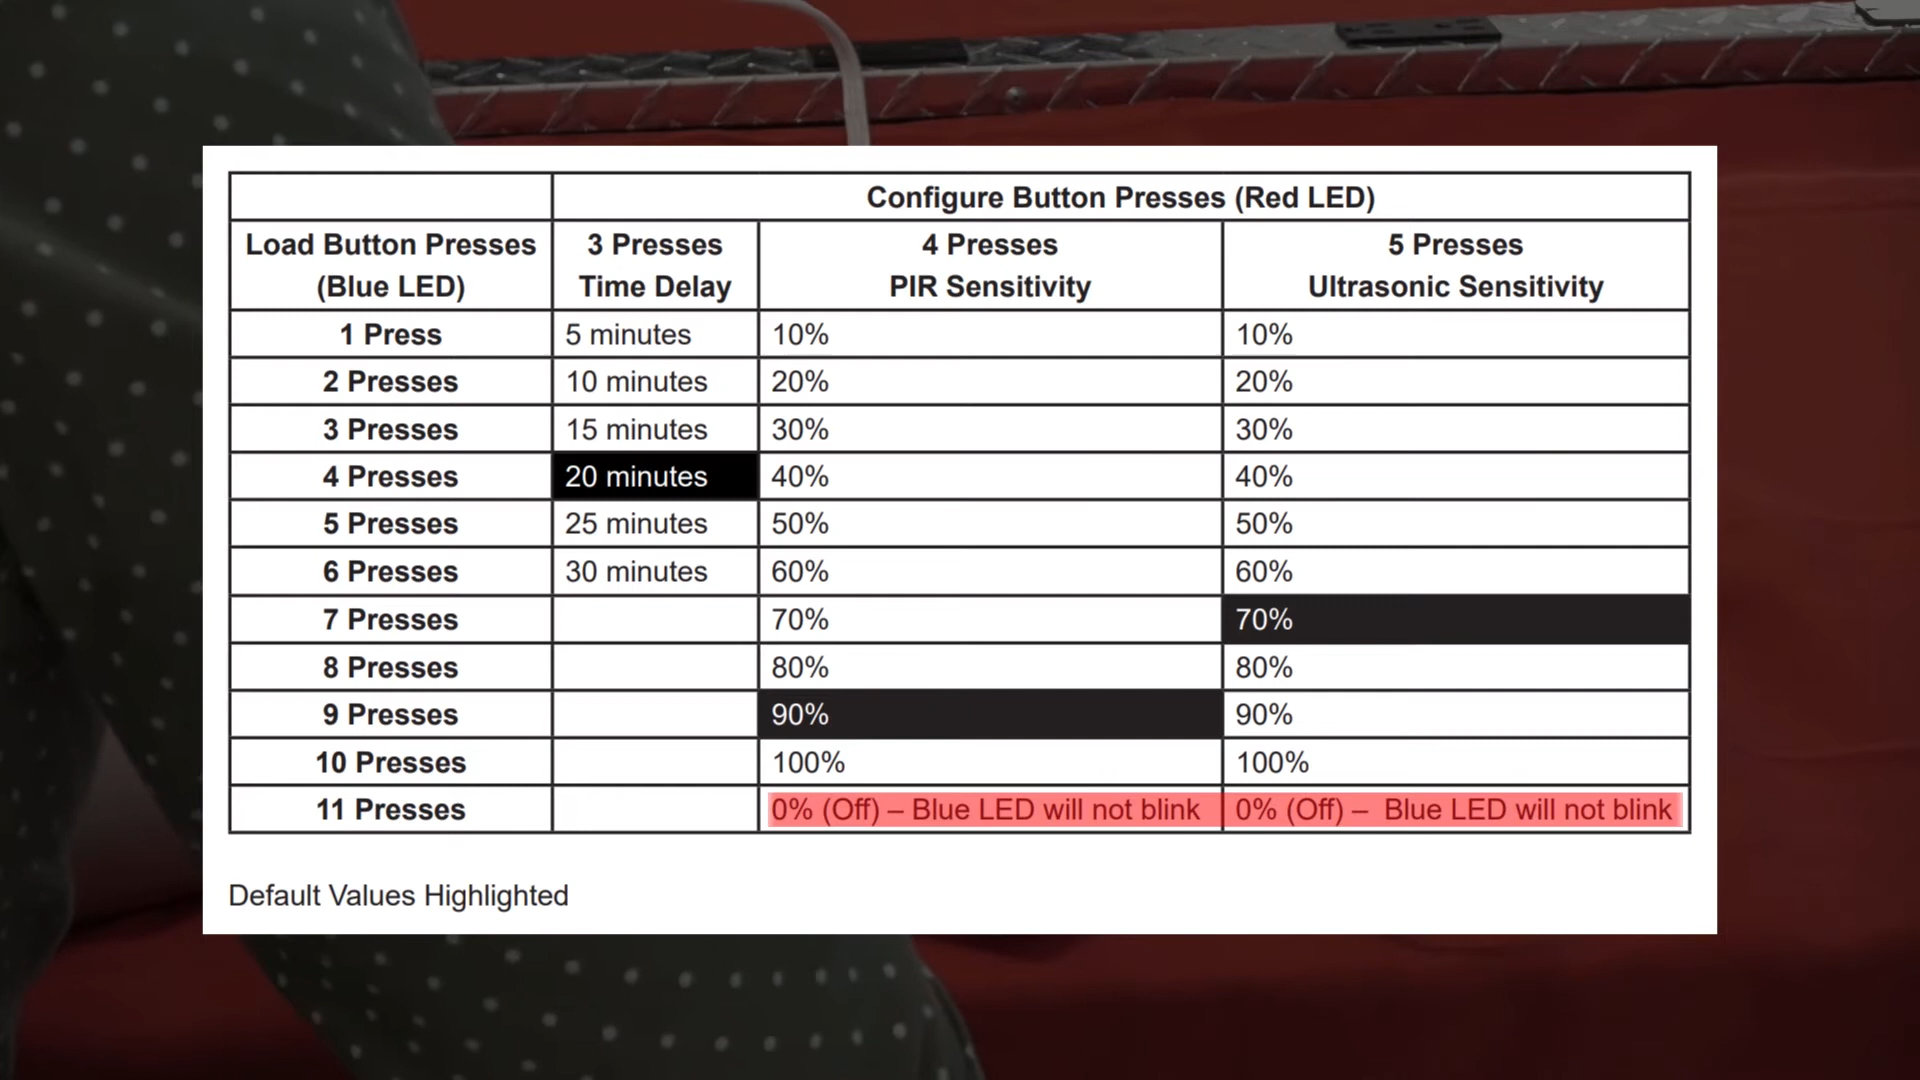 Configure Button Presses (Red LED)
Load Button Presses (Blue LED) 3 Presses Time Delay 4 Presses PIR Sensitivity 5 Presses Ultrasonic Sensitivity
1 Press 5 minutes 10% 10%
2 Presses 10 minutes 20% 20%
3 Presses 15 minutes 30% 30%
4 Presses 20 minutes 40% 40%
5 Presses 25 minutes 50% 50%
6 Presses 30 minutes 60% 60%
7 Presses 70% 70%
8 Presses 80% 80%
9 Presses 90% 90%
10 Presses 100% 100%
11 Presses 0% (Off) – Blue LED will not blink 0% (Off) – Blue LED will not blink
Default Values Highlighted